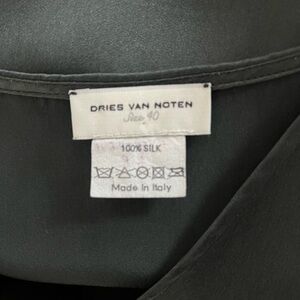 DRIES VAN NOTEN
Size 40
100% SILK
Made in Italy